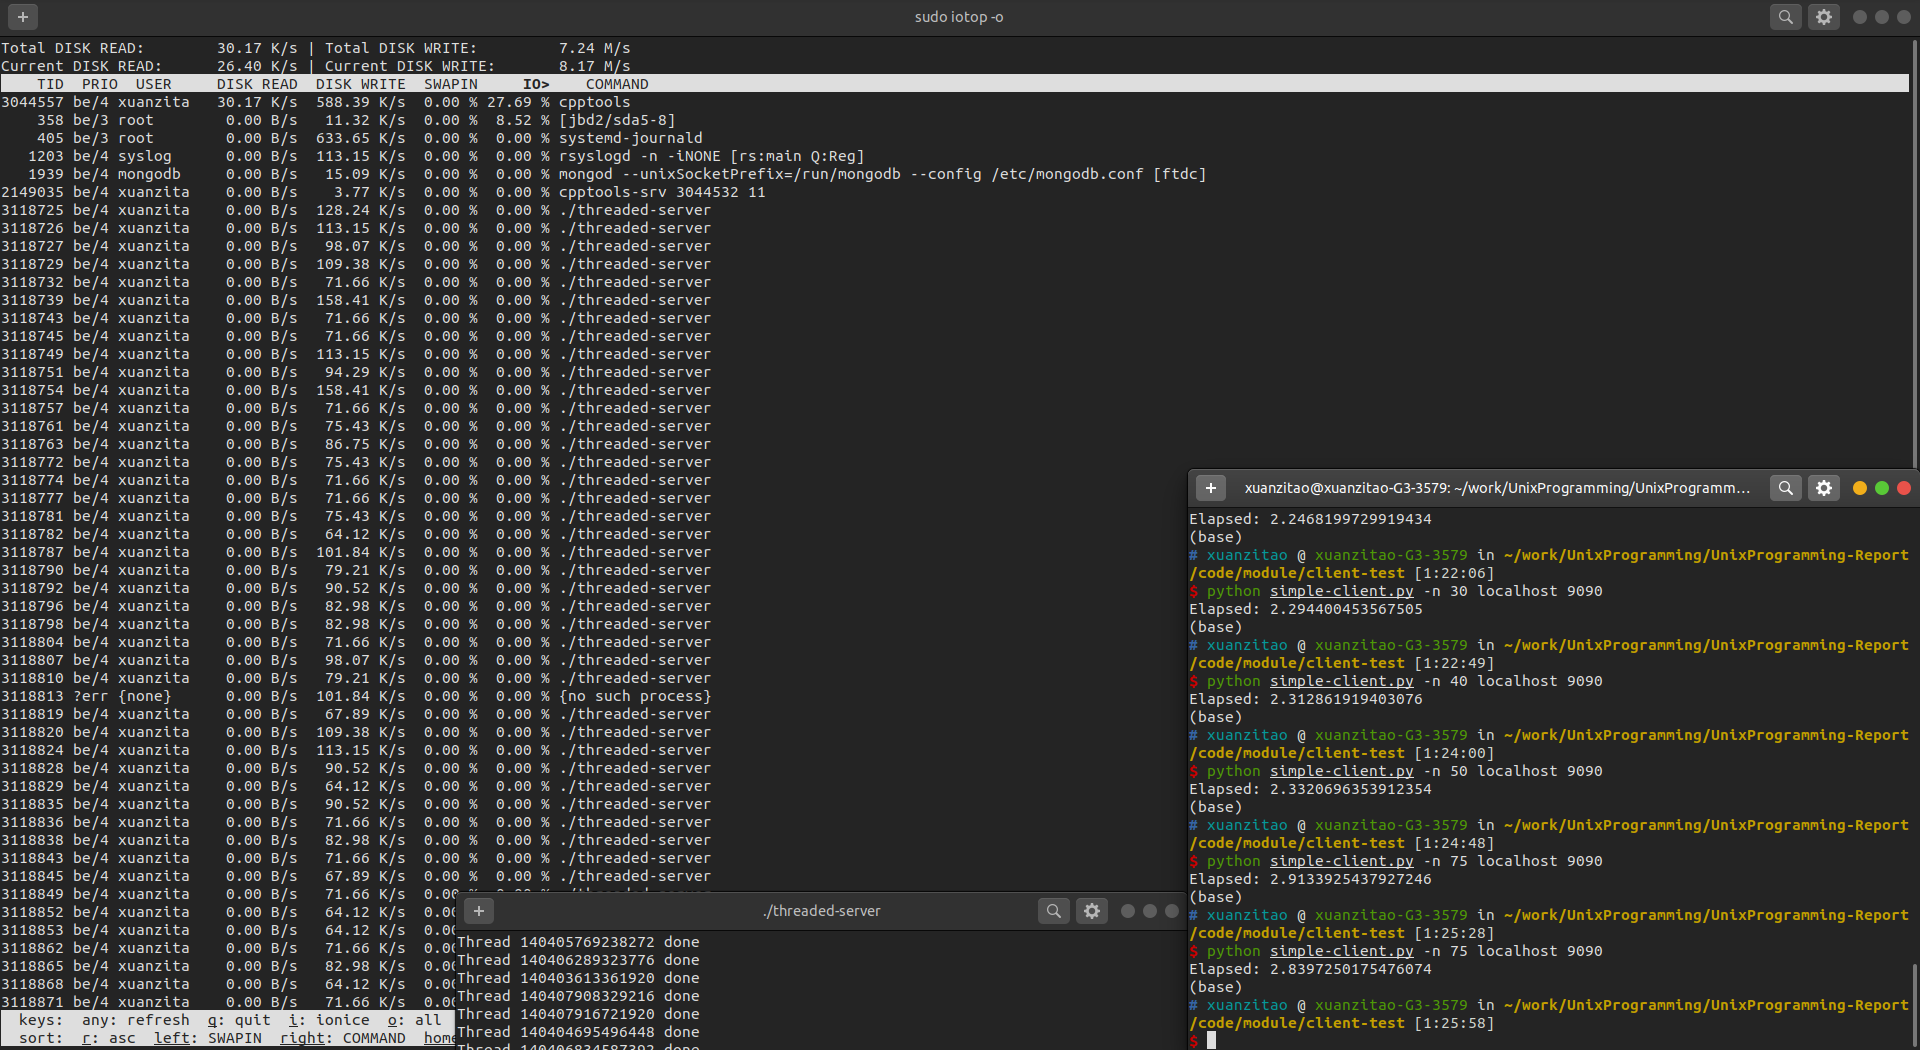 sudo iotop -o
Total DISK READ:        30.17 K/s | Total DISK WRITE:         7.24 M/s
Current DISK READ:      26.40 K/s | Current DISK WRITE:       8.17 M/s
    TID  PRIO  USER     DISK READ  DISK WRITE  SWAPIN     IO>    COMMAND
3044557 be/4 xuanzita   30.17 K/s  588.39 K/s  0.00 % 27.69 % cpptools
    358 be/3 root        0.00 B/s   11.32 K/s  0.00 %  8.52 % [jbd2/sda5-8]
    405 be/3 root        0.00 B/s  633.65 K/s  0.00 %  0.00 % systemd-journald
   1203 be/4 syslog      0.00 B/s  113.15 K/s  0.00 %  0.00 % rsyslogd -n -iNONE [rs:main Q:Reg]
   1939 be/4 mongodb     0.00 B/s   15.09 K/s  0.00 %  0.00 % mongod --unixSocketPrefix=/run/mongodb --config /etc/mongodb.conf [ftdc]
2149035 be/4 xuanzita    0.00 B/s    3.77 K/s  0.00 %  0.00 % cpptools-srv 3044532 11
3118725 be/4 xuanzita    0.00 B/s  128.24 K/s  0.00 %  0.00 % ./threaded-server
3118726 be/4 xuanzita    0.00 B/s  113.15 K/s  0.00 %  0.00 % ./threaded-server
3118727 be/4 xuanzita    0.00 B/s   98.07 K/s  0.00 %  0.00 % ./threaded-server
3118729 be/4 xuanzita    0.00 B/s  109.38 K/s  0.00 %  0.00 % ./threaded-server
3118732 be/4 xuanzita    0.00 B/s   71.66 K/s  0.00 %  0.00 % ./threaded-server
3118739 be/4 xuanzita    0.00 B/s  158.41 K/s  0.00 %  0.00 % ./threaded-server
3118743 be/4 xuanzita    0.00 B/s   71.66 K/s  0.00 %  0.00 % ./threaded-server
3118745 be/4 xuanzita    0.00 B/s   71.66 K/s  0.00 %  0.00 % ./threaded-server
3118749 be/4 xuanzita    0.00 B/s  113.15 K/s  0.00 %  0.00 % ./threaded-server
3118751 be/4 xuanzita    0.00 B/s   94.29 K/s  0.00 %  0.00 % ./threaded-server
3118754 be/4 xuanzita    0.00 B/s  158.41 K/s  0.00 %  0.00 % ./threaded-server
3118757 be/4 xuanzita    0.00 B/s   71.66 K/s  0.00 %  0.00 % ./threaded-server
3118761 be/4 xuanzita    0.00 B/s   75.43 K/s  0.00 %  0.00 % ./threaded-server
3118763 be/4 xuanzita    0.00 B/s   86.75 K/s  0.00 %  0.00 % ./threaded-server
3118772 be/4 xuanzita    0.00 B/s   75.43 K/s  0.00 %  0.00 % ./threaded-server
3118774 be/4 xuanzita    0.00 B/s   71.66 K/s  0.00 %  0.00 % ./threaded-server
3118777 be/4 xuanzita    0.00 B/s   71.66 K/s  0.00 %  0.00 % ./threaded-server
3118781 be/4 xuanzita    0.00 B/s   75.43 K/s  0.00 %  0.00 % ./threaded-server
3118782 be/4 xuanzita    0.00 B/s   64.12 K/s  0.00 %  0.00 % ./threaded-server
3118787 be/4 xuanzita    0.00 B/s  101.84 K/s  0.00 %  0.00 % ./threaded-server
3118790 be/4 xuanzita    0.00 B/s   79.21 K/s  0.00 %  0.00 % ./threaded-server
3118792 be/4 xuanzita    0.00 B/s   90.52 K/s  0.00 %  0.00 % ./threaded-server
3118796 be/4 xuanzita    0.00 B/s   82.98 K/s  0.00 %  0.00 % ./threaded-server
3118798 be/4 xuanzita    0.00 B/s   82.98 K/s  0.00 %  0.00 % ./threaded-server
3118804 be/4 xuanzita    0.00 B/s   71.66 K/s  0.00 %  0.00 % ./threaded-server
3118807 be/4 xuanzita    0.00 B/s   98.07 K/s  0.00 %  0.00 % ./threaded-server
3118810 be/4 xuanzita    0.00 B/s   79.21 K/s  0.00 %  0.00 % ./threaded-server
3118813 ?err {none}      0.00 B/s  101.84 K/s  0.00 %  0.00 % {no such process}
3118819 be/4 xuanzita    0.00 B/s   67.89 K/s  0.00 %  0.00 % ./threaded-server
3118820 be/4 xuanzita    0.00 B/s  109.38 K/s  0.00 %  0.00 % ./threaded-server
3118824 be/4 xuanzita    0.00 B/s  113.15 K/s  0.00 %  0.00 % ./threaded-server
3118828 be/4 xuanzita    0.00 B/s   90.52 K/s  0.00 %  0.00 % ./threaded-server
3118829 be/4 xuanzita    0.00 B/s   64.12 K/s  0.00 %  0.00 % ./threaded-server
3118835 be/4 xuanzita    0.00 B/s   90.52 K/s  0.00 %  0.00 % ./threaded-server
3118836 be/4 xuanzita    0.00 B/s   71.66 K/s  0.00 %  0.00 % ./threaded-server
3118838 be/4 xuanzita    0.00 B/s   82.98 K/s  0.00 %  0.00 % ./threaded-server
3118843 be/4 xuanzita    0.00 B/s   71.66 K/s  0.00 %  0.00 % ./threaded-server
3118845 be/4 xuanzita    0.00 B/s   67.89 K/s  0.00 %  0.00 % ./threaded-server
3118849 be/4 xuanzita    0.00 B/s   71.66 K/s  0.00
3118852 be/4 xuanzita    0.00 B/s   64.12 K/s  0.00
3118853 be/4 xuanzita    0.00 B/s   64.12 K/s  0.00
3118862 be/4 xuanzita    0.00 B/s   71.66 K/s  0.00
3118865 be/4 xuanzita    0.00 B/s   82.98 K/s  0.00
3118868 be/4 xuanzita    0.00 B/s   64.12 K/s  0.00
3118871 be/4 xuanzita    0.00 B/s   71.66 K/s  0.00
  keys:  any: refresh  q: quit  i: ionice  o: all
  sort:  r: asc  left: SWAPIN  right: COMMAND  home
./threaded-server
Thread 140405769238272 done
Thread 140406289323776 done
Thread 140403613361920 done
Thread 140407908329216 done
Thread 140407916721920 done
Thread 140404695496448 done
Thread 140406834587392 done
xuanzitao@xuanzitao-G3-3579: ~/work/UnixProgramming/UnixProgramm...
Elapsed: 2.2468199729919434
(base)
# xuanzitao @ xuanzitao-G3-3579 in ~/work/UnixProgramming/UnixProgramming-Report
/code/module/client-test [1:22:06]
$ python simple-client.py -n 30 localhost 9090
Elapsed: 2.294400453567505
(base)
# xuanzitao @ xuanzitao-G3-3579 in ~/work/UnixProgramming/UnixProgramming-Report
/code/module/client-test [1:22:49]
$ python simple-client.py -n 40 localhost 9090
Elapsed: 2.312861919403076
(base)
# xuanzitao @ xuanzitao-G3-3579 in ~/work/UnixProgramming/UnixProgramming-Report
/code/module/client-test [1:24:00]
$ python simple-client.py -n 50 localhost 9090
Elapsed: 2.3320696353912354
(base)
# xuanzitao @ xuanzitao-G3-3579 in ~/work/UnixProgramming/UnixProgramming-Report
/code/module/client-test [1:24:48]
$ python simple-client.py -n 75 localhost 9090
Elapsed: 2.9133925437927246
(base)
# xuanzitao @ xuanzitao-G3-3579 in ~/work/UnixProgramming/UnixProgramming-Report
/code/module/client-test [1:25:28]
$ python simple-client.py -n 75 localhost 9090
Elapsed: 2.8397250175476074
(base)
# xuanzitao @ xuanzitao-G3-3579 in ~/work/UnixProgramming/UnixProgramming-Report
/code/module/client-test [1:25:58]
$